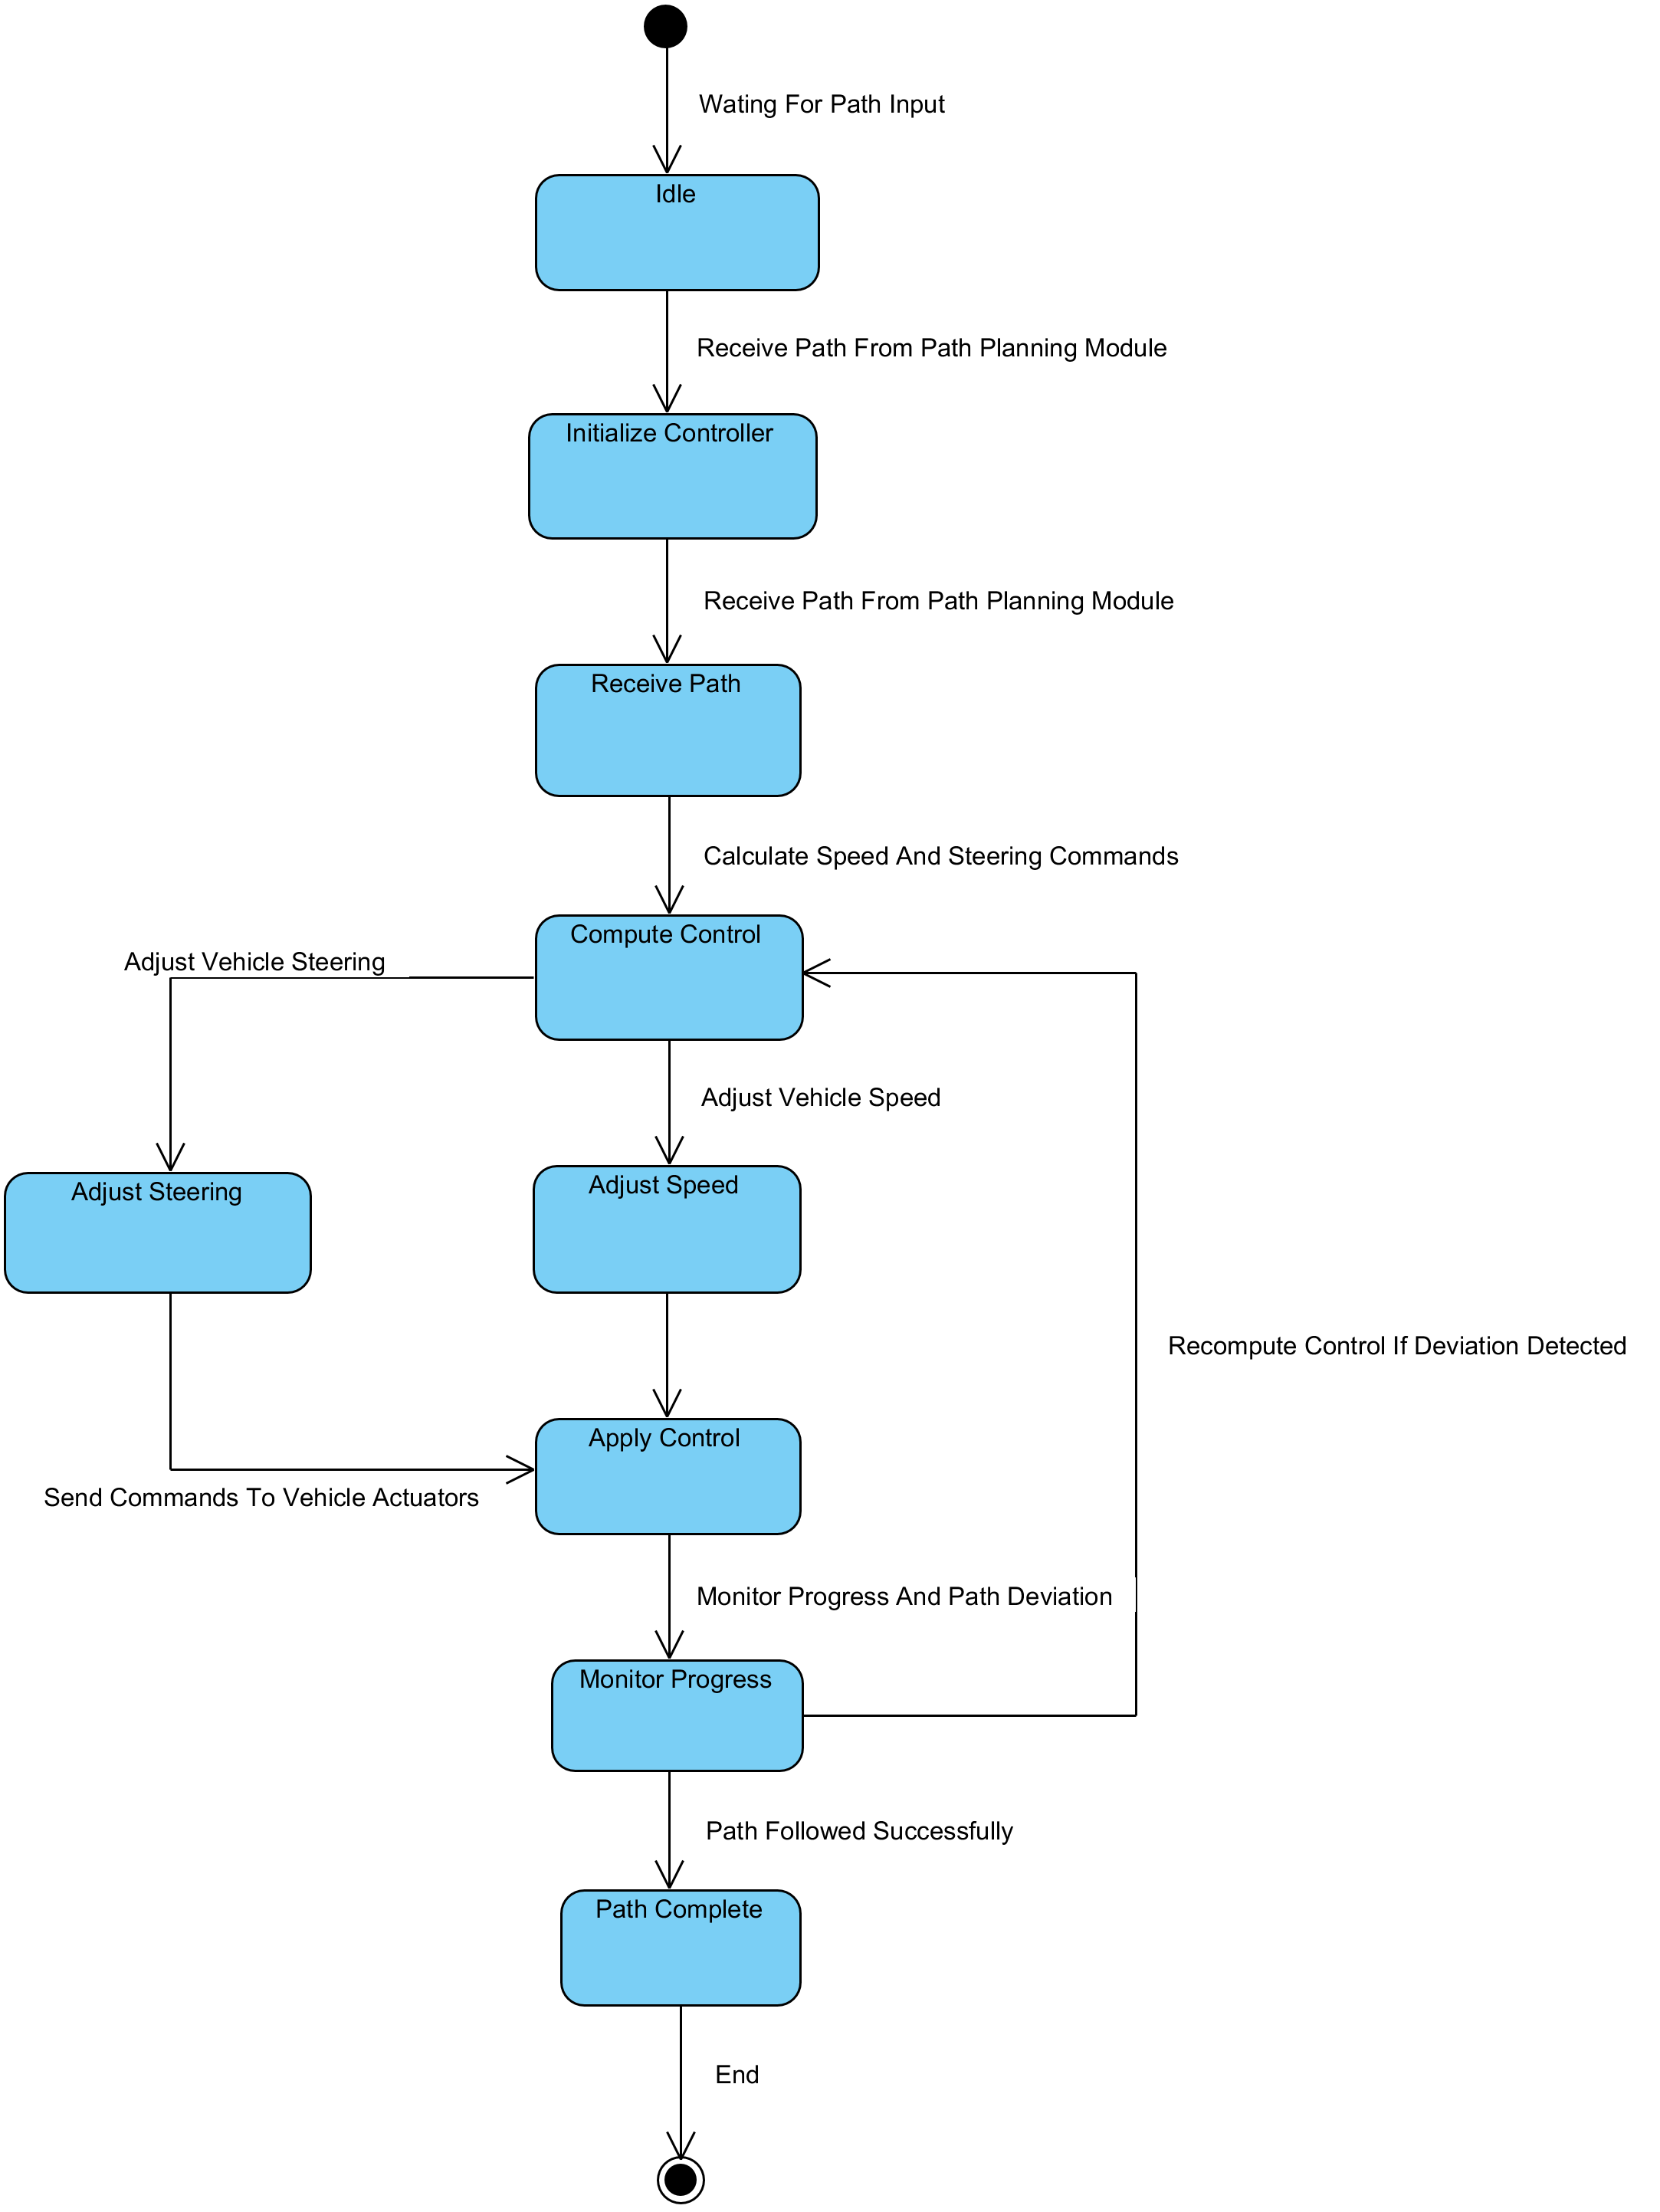 Wating For Path Input
Idle
Receive Path From Path Planning Module
Initialize Controller
Receive Path From Path Planning Module
Receive Path
Calculate Speed And Steering Commands
Compute Control
Adjust Vehicle Steering
Adjust Vehicle Speed
Adjust Steering
Adjust Speed
Recompute Control If Deviation Detected
Apply Control
Send Commands To Vehicle Actuators
Monitor Progress And Path Deviation
Monitor Progress
Path Followed Successfully
Path Complete
End